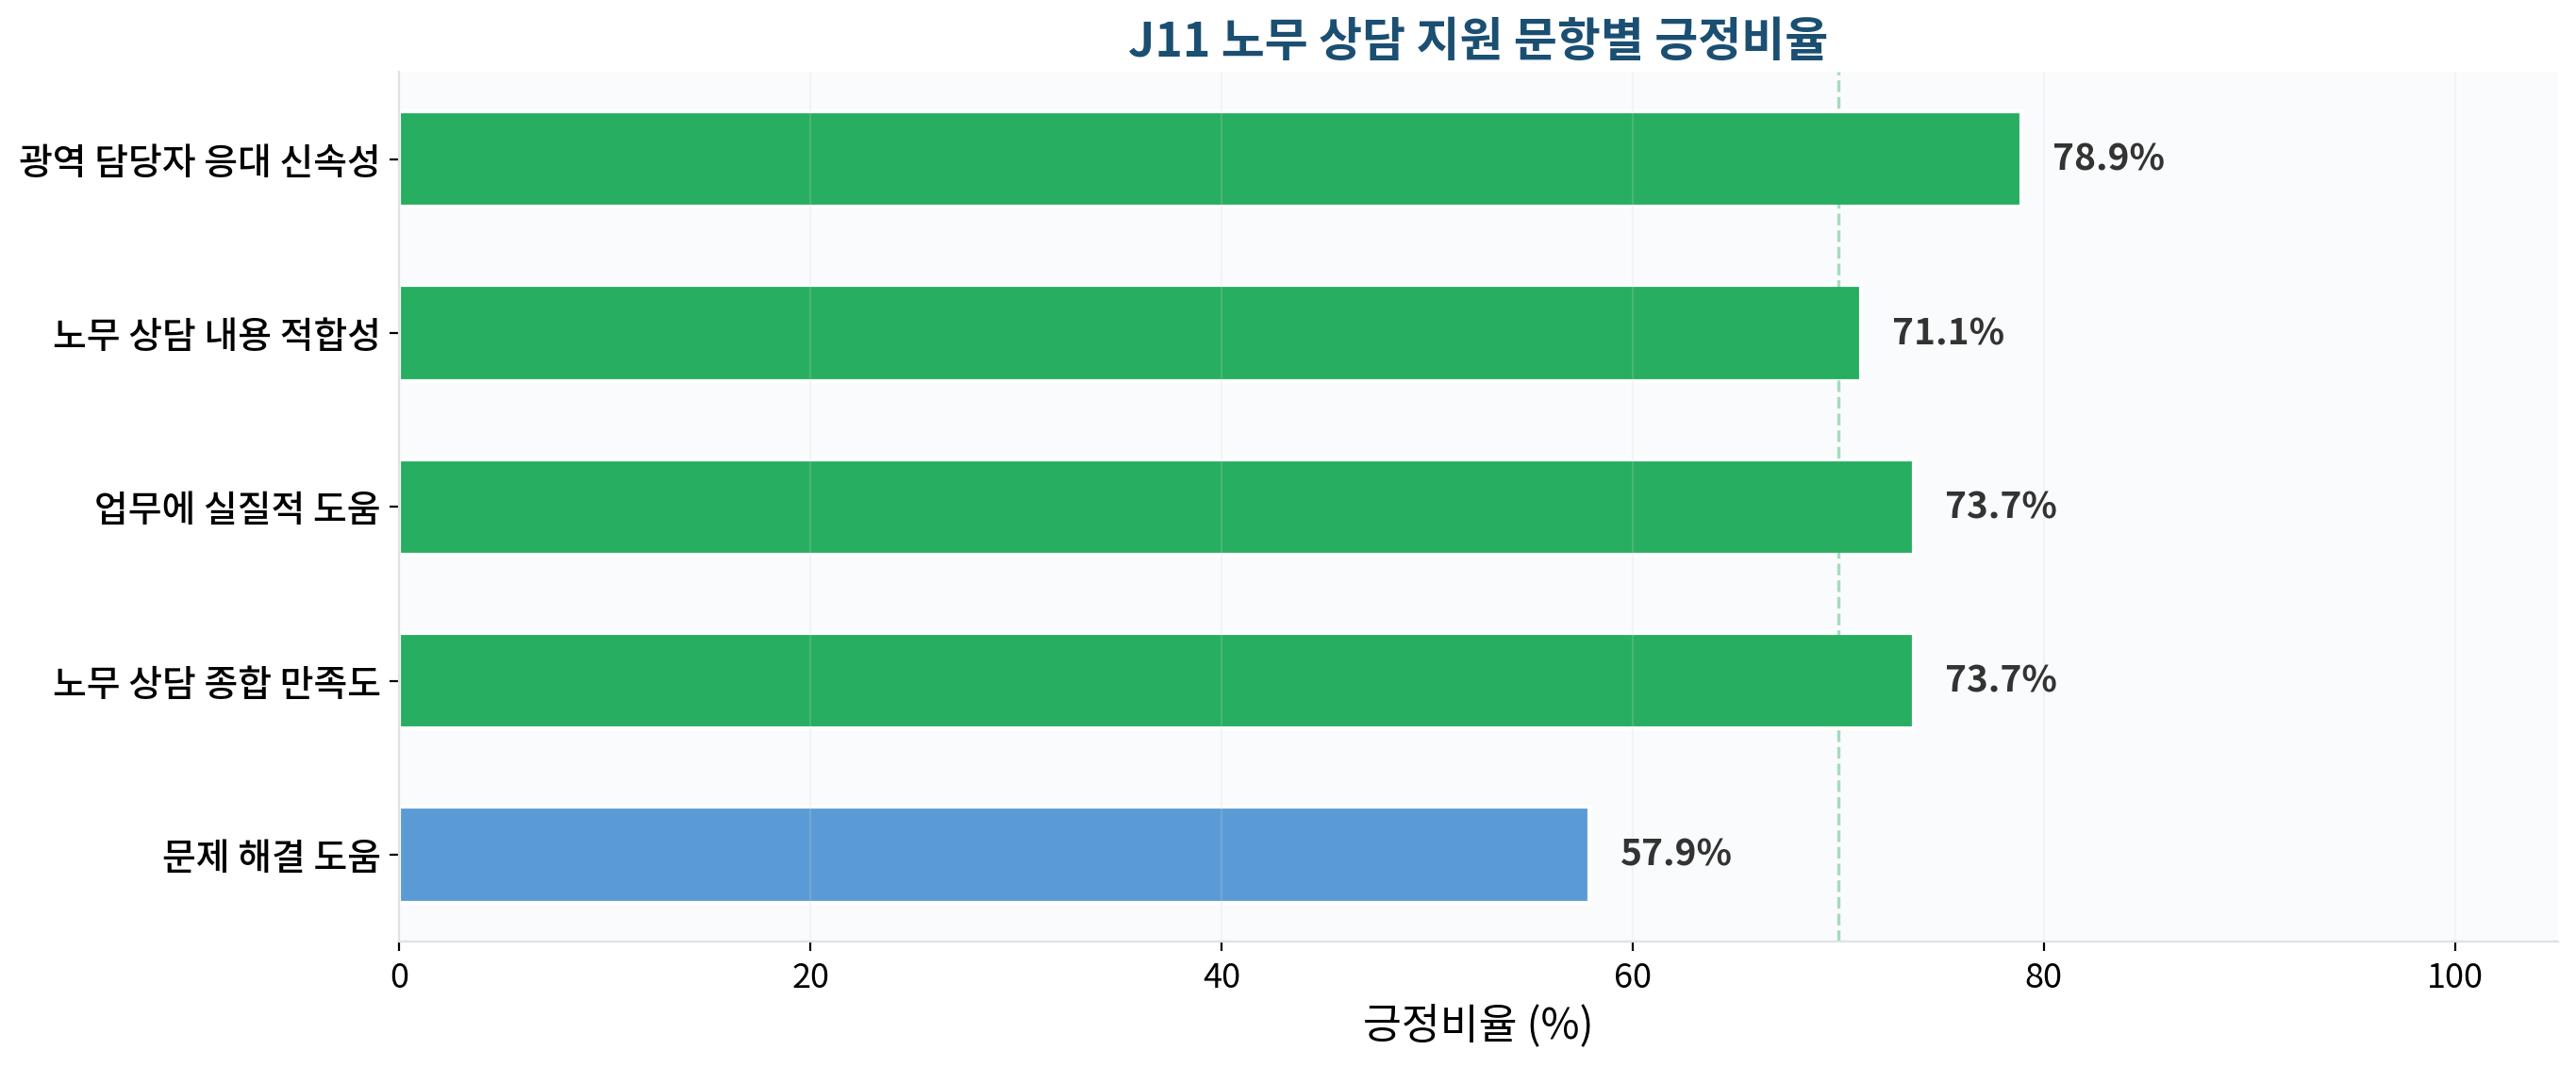 J11 노무 상담 지원 문항별 긍정비율
광역 담당자 응대 신속성 78.9%
노무 상담 내용 적합성 71.1%
업무에 실질적 도움 73.7%
노무 상담 종합 만족도 73.7%
문제 해결 도움 57.9%
0 20 40 60 80 100
긍정비율 (%)